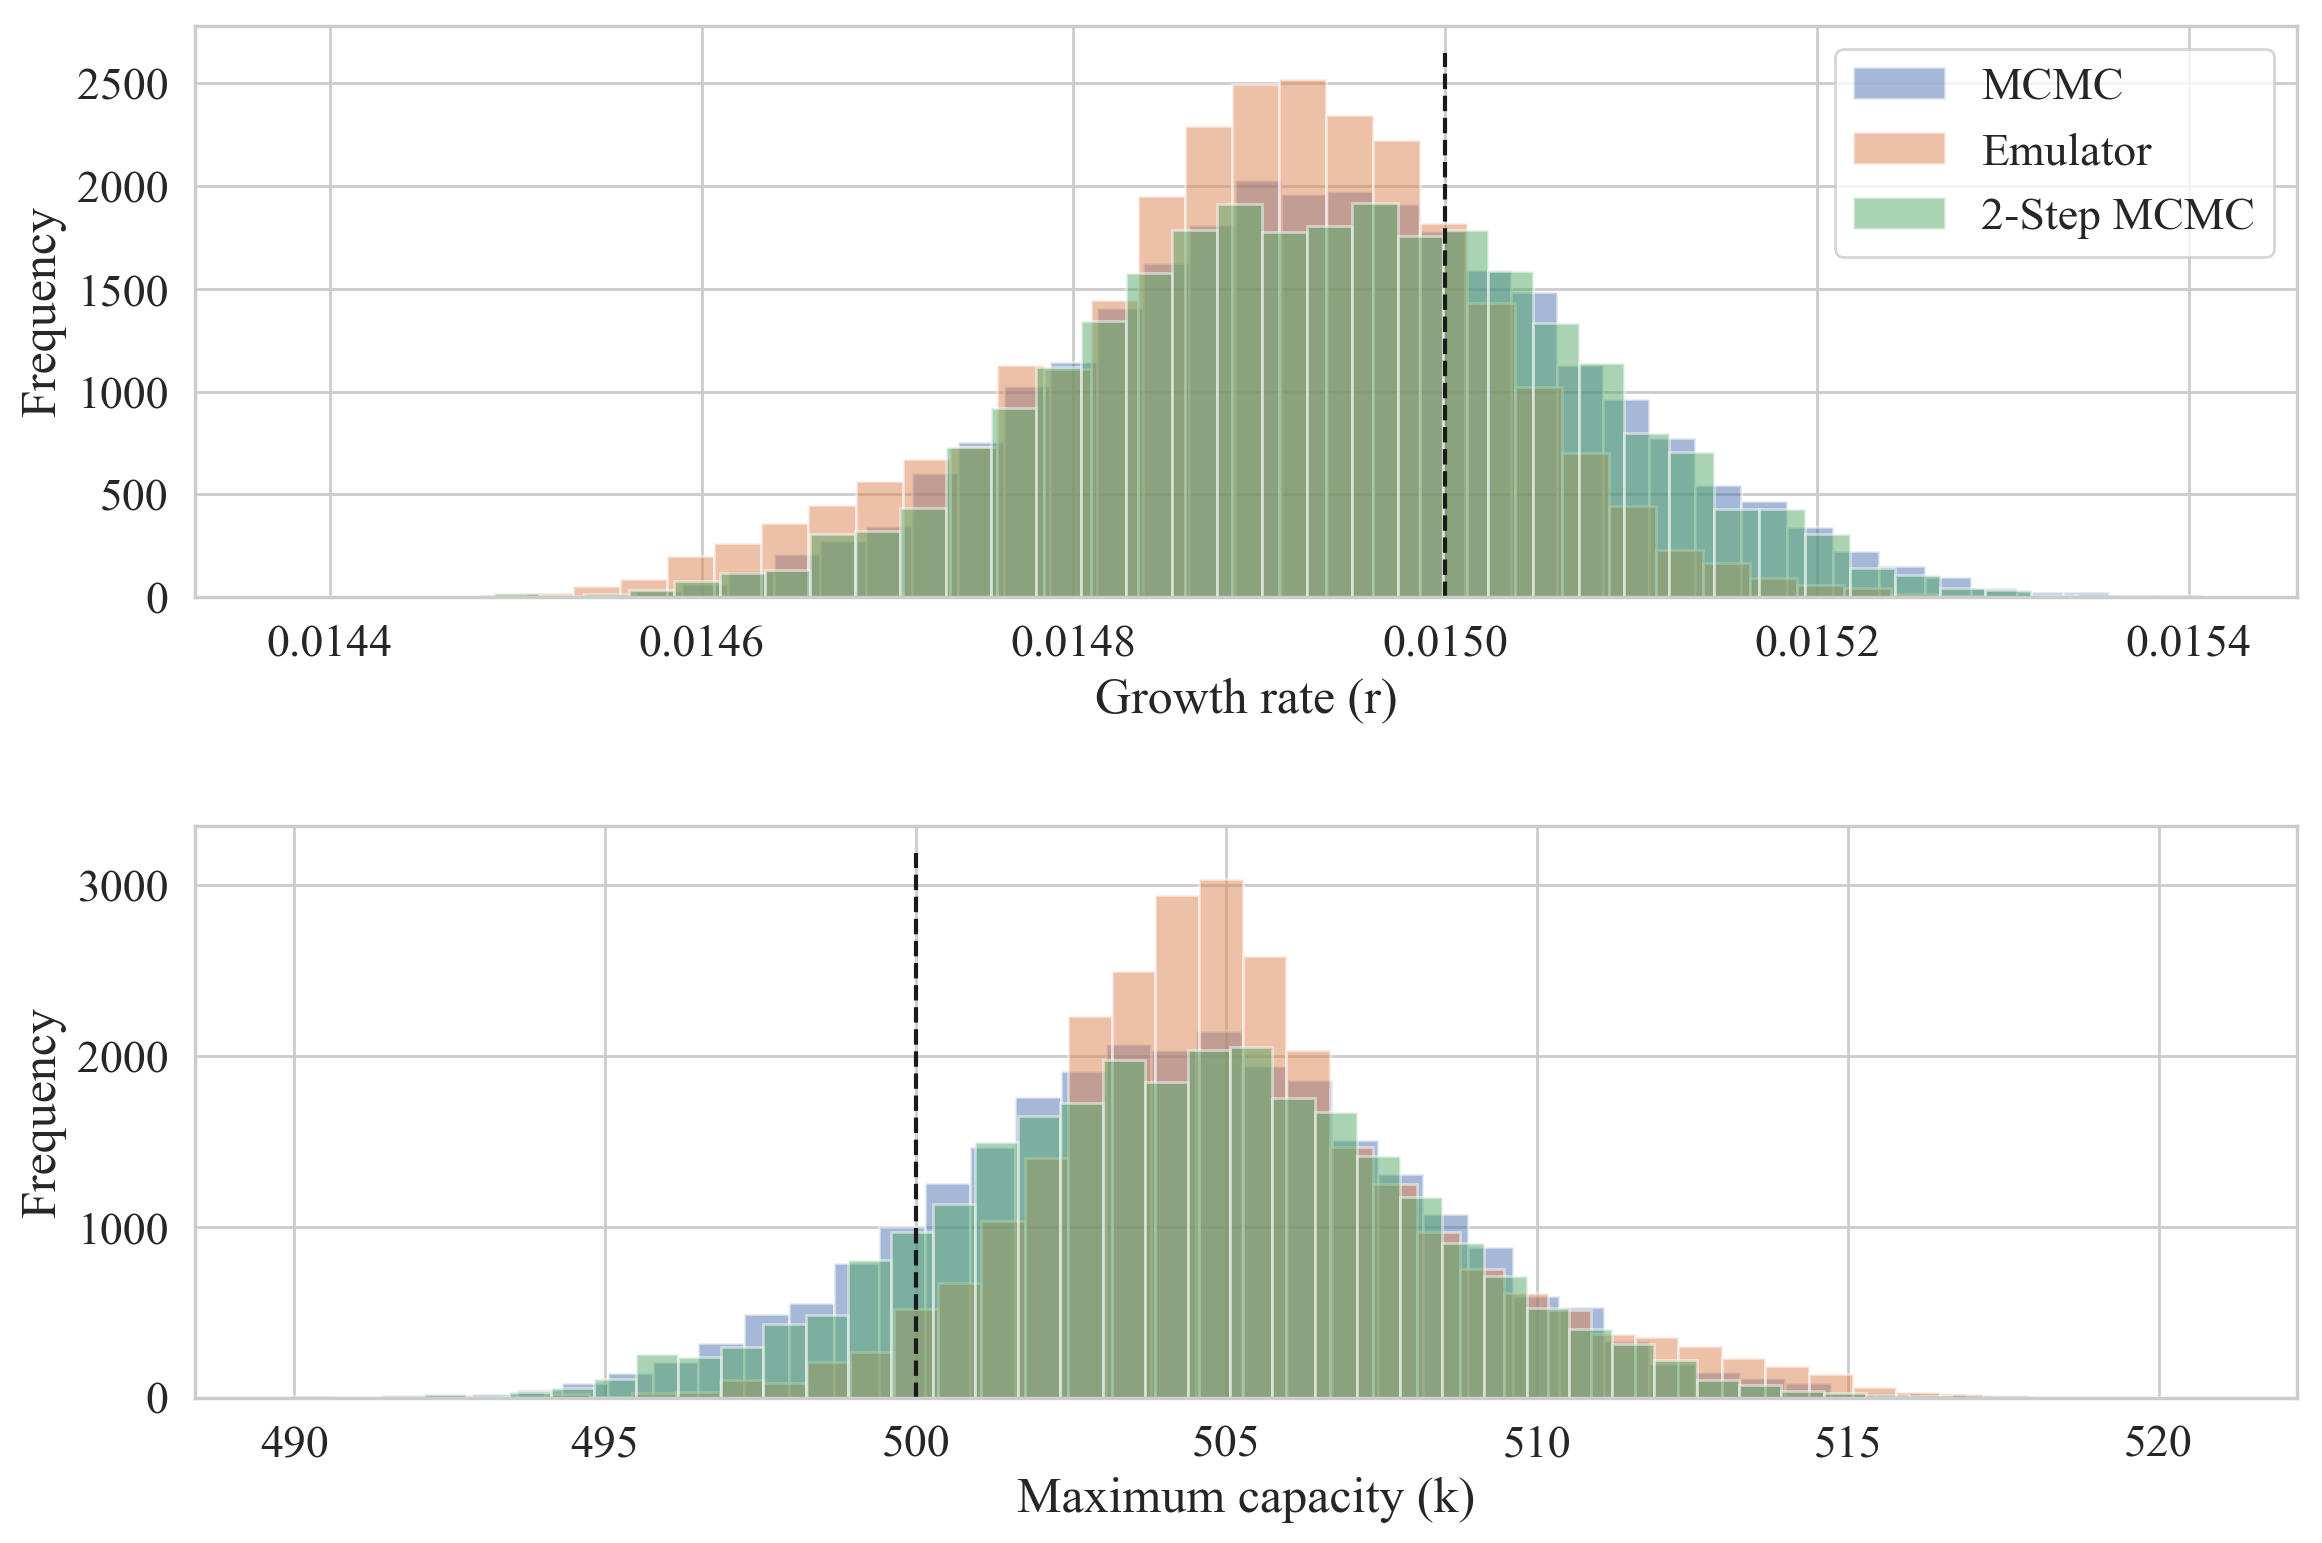 2500
2000
1500
1000
500
0
Frequency
MCMC
Emulator
2-Step MCMC
0.0144 0.0146 0.0148 0.0150 0.0152 0.0154
Growth rate (r)
3000
2000
1000
0
Frequency
490 495 500 505 510 515 520
Maximum capacity (k)